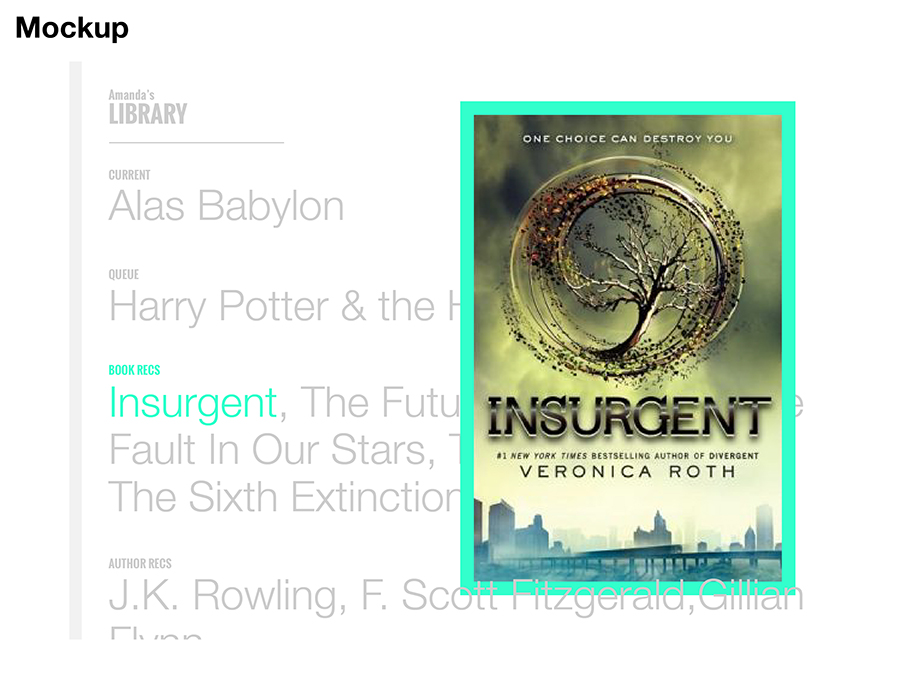 Mockup
Amanda's
LIBRARY
CURRENT
Alas Babylon
QUEUE
Harry Potter & the H
BOOK RECS
Insurgent, The Futu e
Fault In Our Stars, T
The Sixth Extinction
AUTHOR RECS
J.K. Rowling, F. Scott Fitzgerald,Gillian
Flynn
ONE CHOICE CAN DESTROY YOU
INSURGENT
#1 NEW YORK TIMES BESTSELLING AUTHOR OF DIVERGENT
VERONICA ROTH